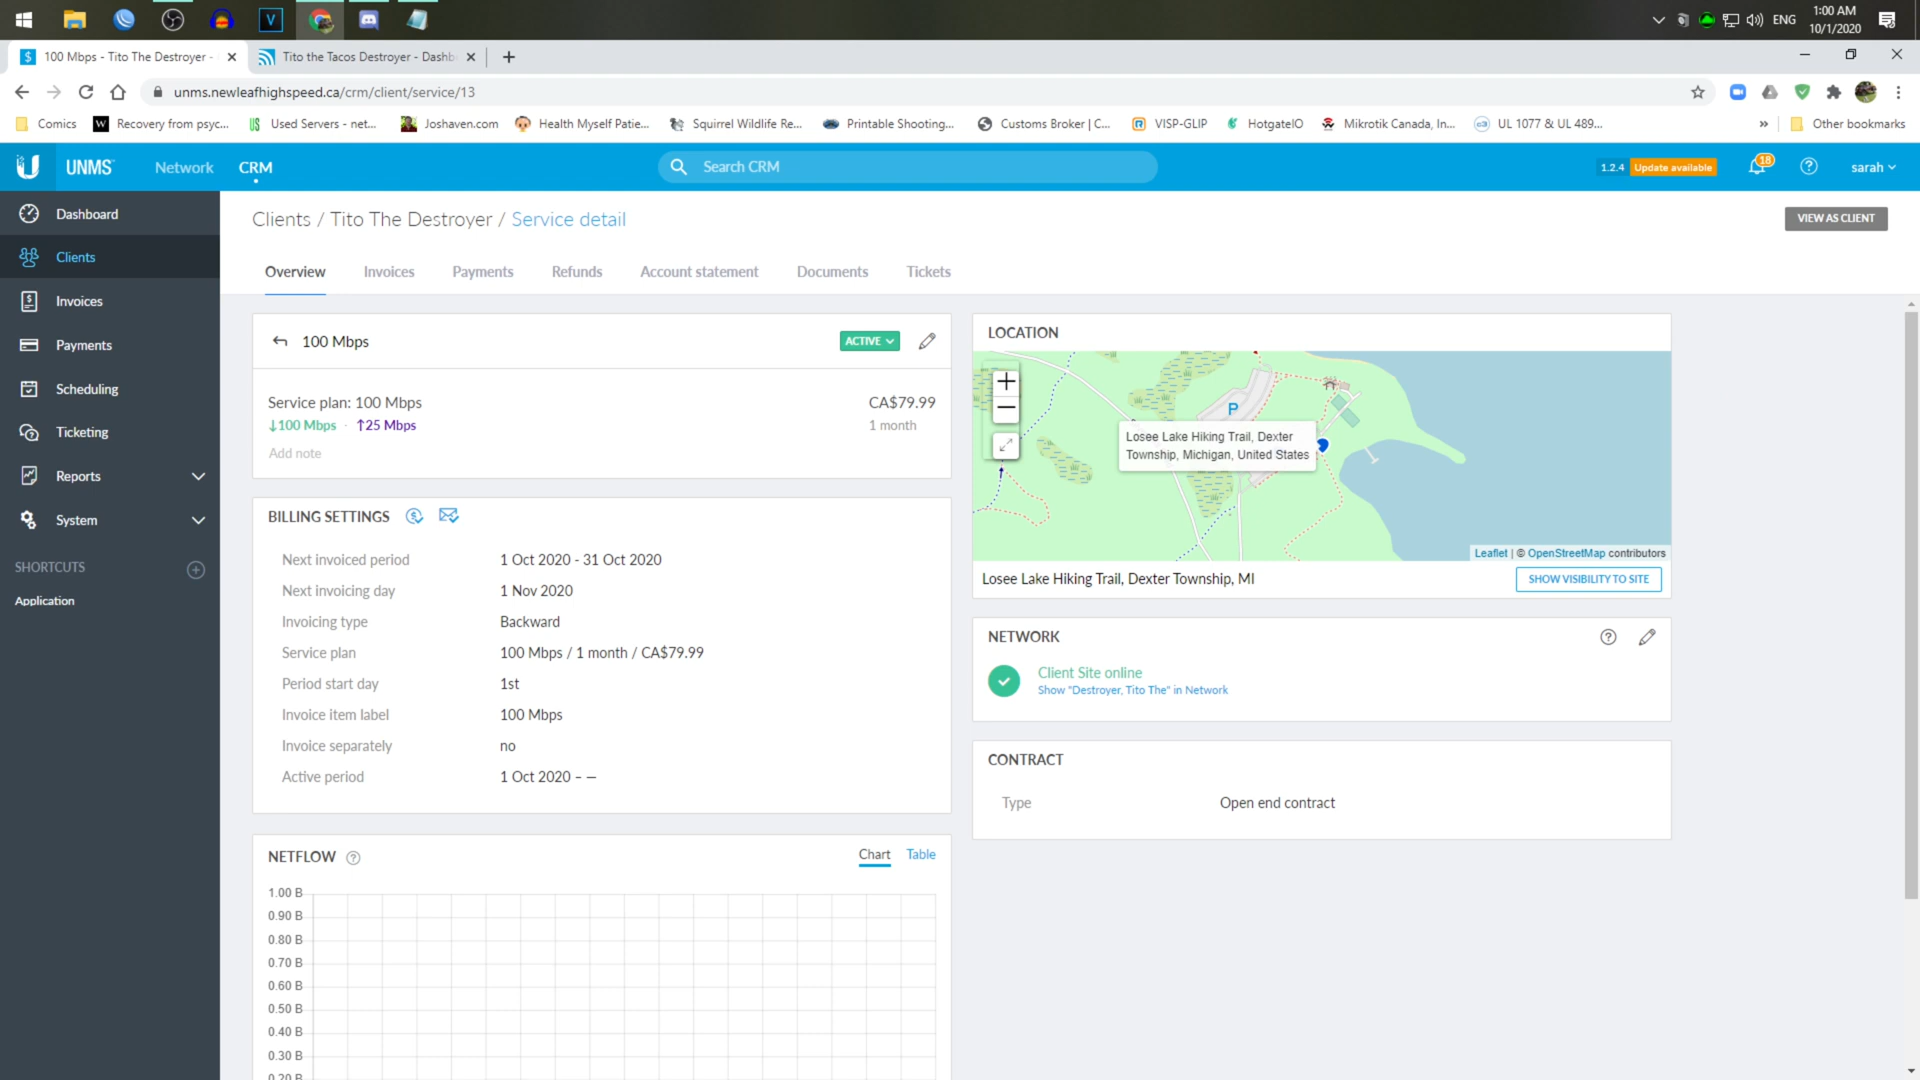 1:00 AM
ENG
10/1/2020
100 Mbps - Tito The Destroyer -
Tito the Tacos Destroyer - Dashb
unms.newleafhighspeed.ca/crm/client/service/13
Comics
Recovery from psyc...
Used Servers - net...
Joshaven.com
Health Myself Patie...
Squirrel Wildlife Re...
Printable Shooting...
Customs Broker | C...
VISP-GLIP
HotgateIO
Mikrotik Canada, In...
UL 1077 & UL 489...
»
Other bookmarks
UNMS
Network
CRM
Search CRM
1.2.4
Update available
18
sarah
Dashboard
Clients
Invoices
Payments
Scheduling
Ticketing
Reports
System
SHORTCUTS
Application
Clients / Tito The Destroyer / Service detail
VIEW AS CLIENT
Overview
Invoices
Payments
Refunds
Account statement
Documents
Tickets
100 Mbps
ACTIVE
Service plan: 100 Mbps
CA$79.99
↓100 Mbps · ↑25 Mbps
1 month
Add note
BILLING SETTINGS
Next invoiced period 1 Oct 2020 - 31 Oct 2020
Next invoicing day 1 Nov 2020
Invoicing type Backward
Service plan 100 Mbps / 1 month / CA$79.99
Period start day 1st
Invoice item label 100 Mbps
Invoice separately no
Active period 1 Oct 2020 – —
NETFLOW
Chart
Table
1.00 B
0.90 B
0.80 B
0.70 B
0.60 B
0.50 B
0.40 B
0.30 B
0.20 B
LOCATION
+
−
P
Losee Lake Hiking Trail, Dexter
Township, Michigan, United States
Leaflet | © OpenStreetMap contributors
Losee Lake Hiking Trail, Dexter Township, MI
SHOW VISIBILITY TO SITE
NETWORK
Client Site online
Show "Destroyer, Tito The" in Network
CONTRACT
Type Open end contract